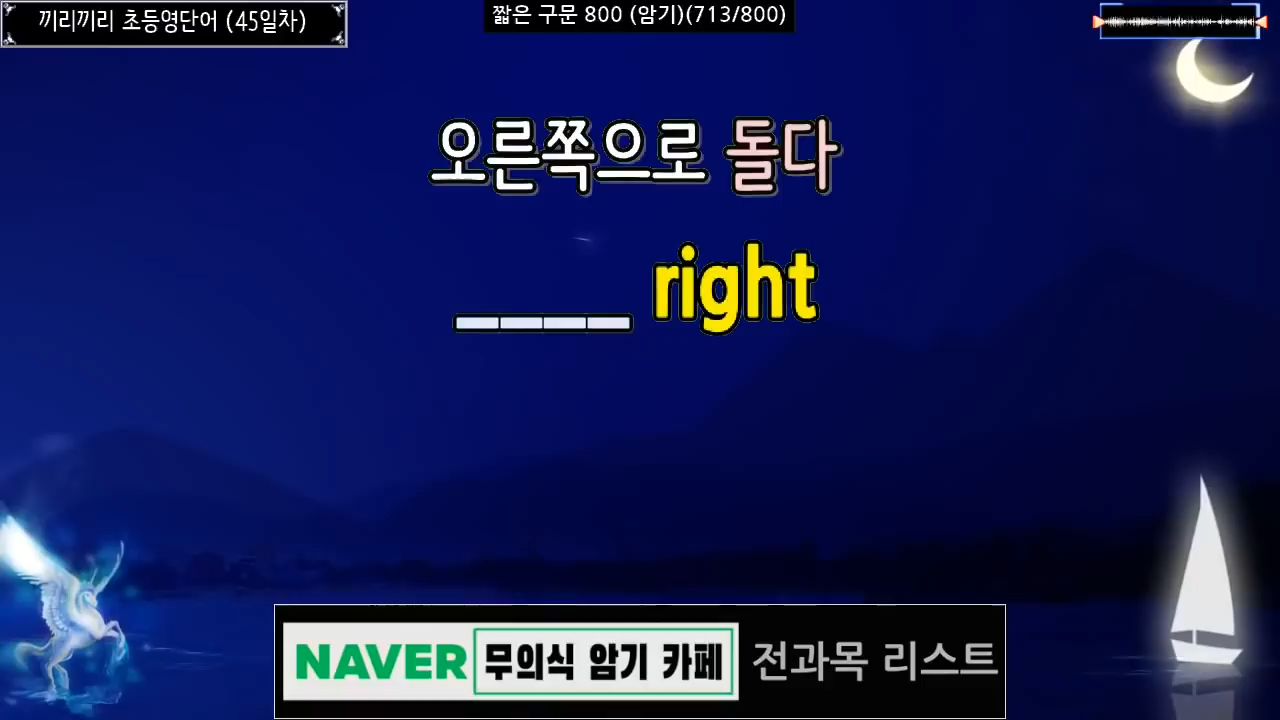 끼리끼리 초등영단어 (45일차)
짧은 구문 800 (암기)(713/800)
오른쪽으로 돌다
____ right
NAVER 무의식 암기 카페 전과목 리스트